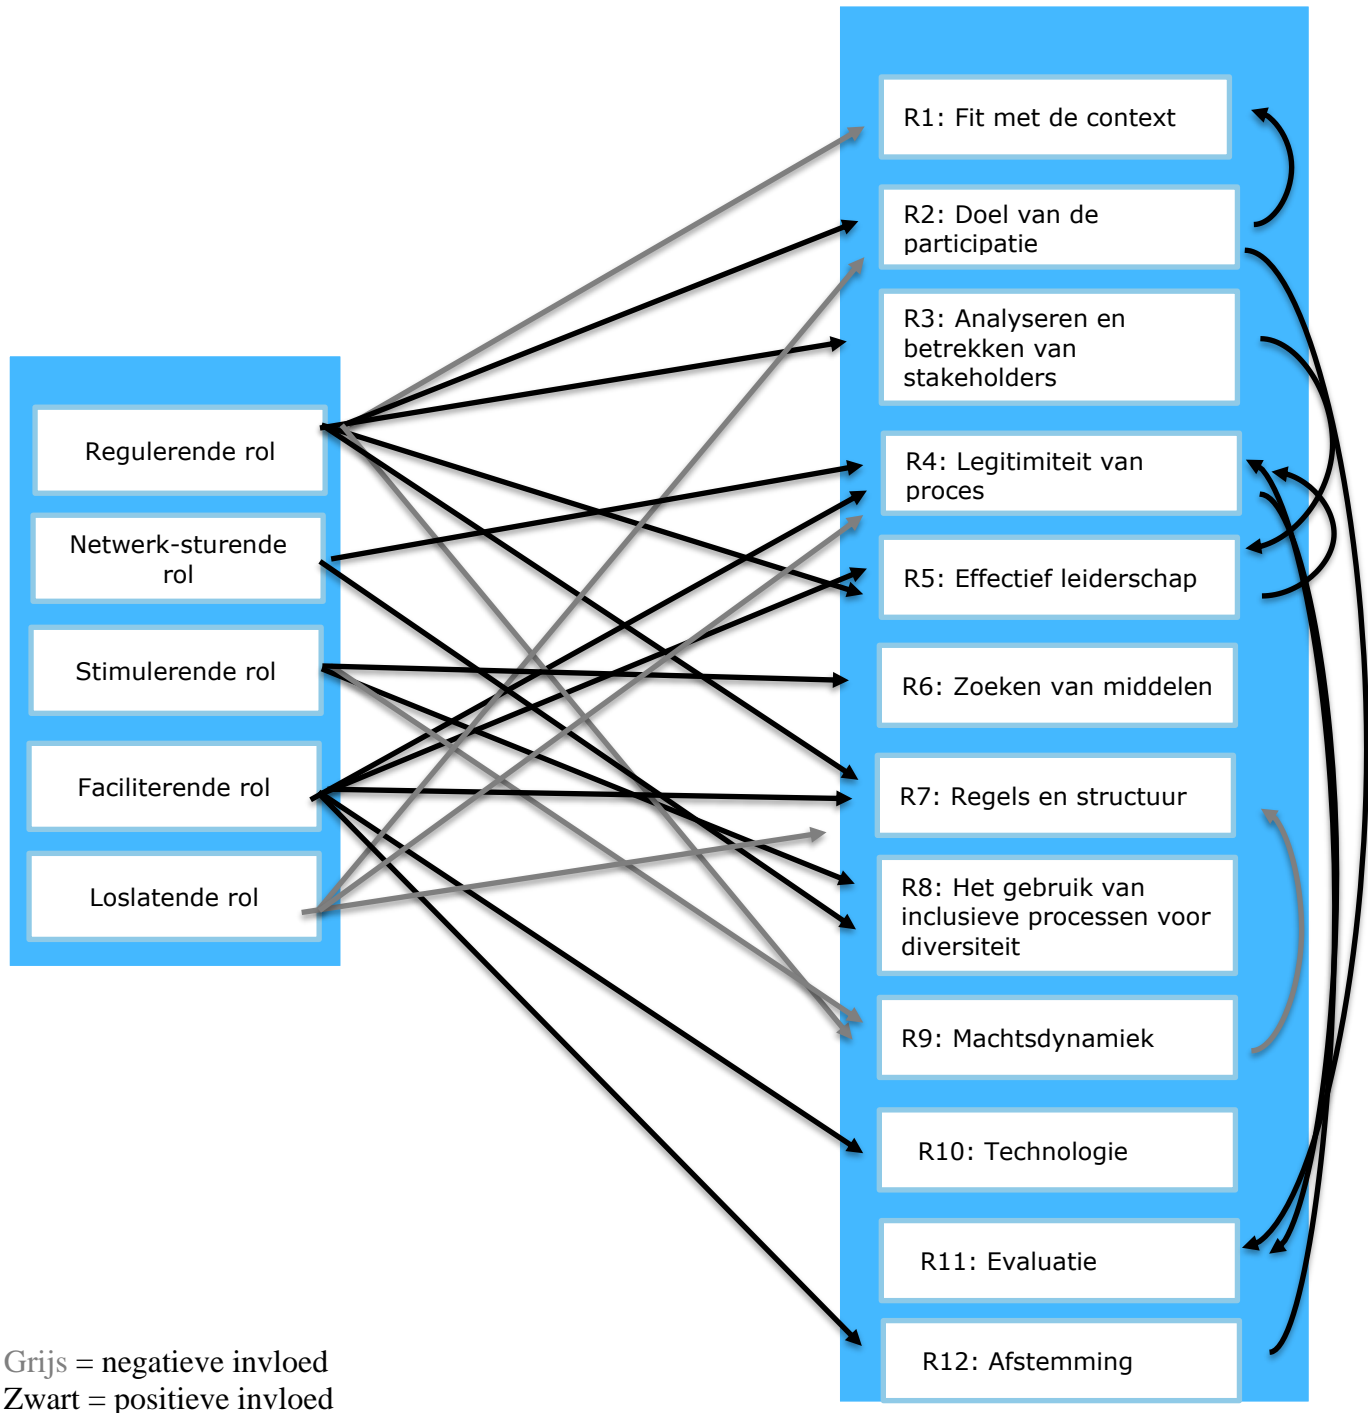 Regulerende rol
Netwerk-sturende
rol
Stimulerende rol
Faciliterende rol
Loslatende rol
R1: Fit met de context
R2: Doel van de
participatie
R3: Analyseren en
betrekken van
stakeholders
R4: Legitimiteit van
proces
R5: Effectief leiderschap
R6: Zoeken van middelen
R7: Regels en structuur
R8: Het gebruik van
inclusieve processen voor
diversiteit
R9: Machtsdynamiek
R10: Technologie
R11: Evaluatie
R12: Afstemming
Grijs = negatieve invloed
Zwart = positieve invloed